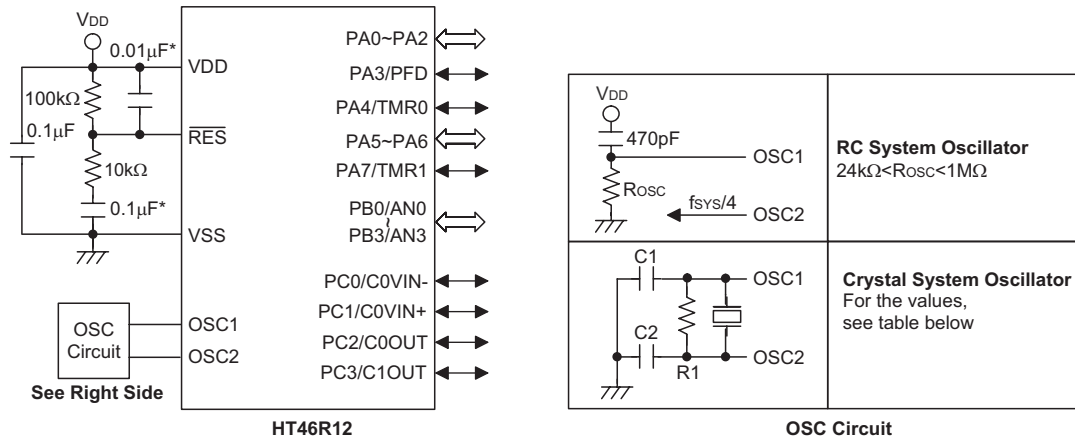 VDD
0.01μF*
VDD
100kΩ
0.1μF
RES
10kΩ
0.1μF*
VSS
OSC
Circuit
See Right Side
OSC1
OSC2
PA0~PA2
PA3/PFD
PA4/TMR0
PA5~PA6
PA7/TMR1
PB0/AN0
~
PB3/AN3
PC0/C0VIN-
PC1/C0VIN+
PC2/C0OUT
PC3/C1OUT
HT46R12
VDD
470pF
OSC1
ROSC
fSYS/4
OSC2
RC System Oscillator
24kΩ<ROSC<1MΩ
C1
OSC1
C2
R1
OSC2
Crystal System Oscillator
For the values,
see table below
OSC Circuit